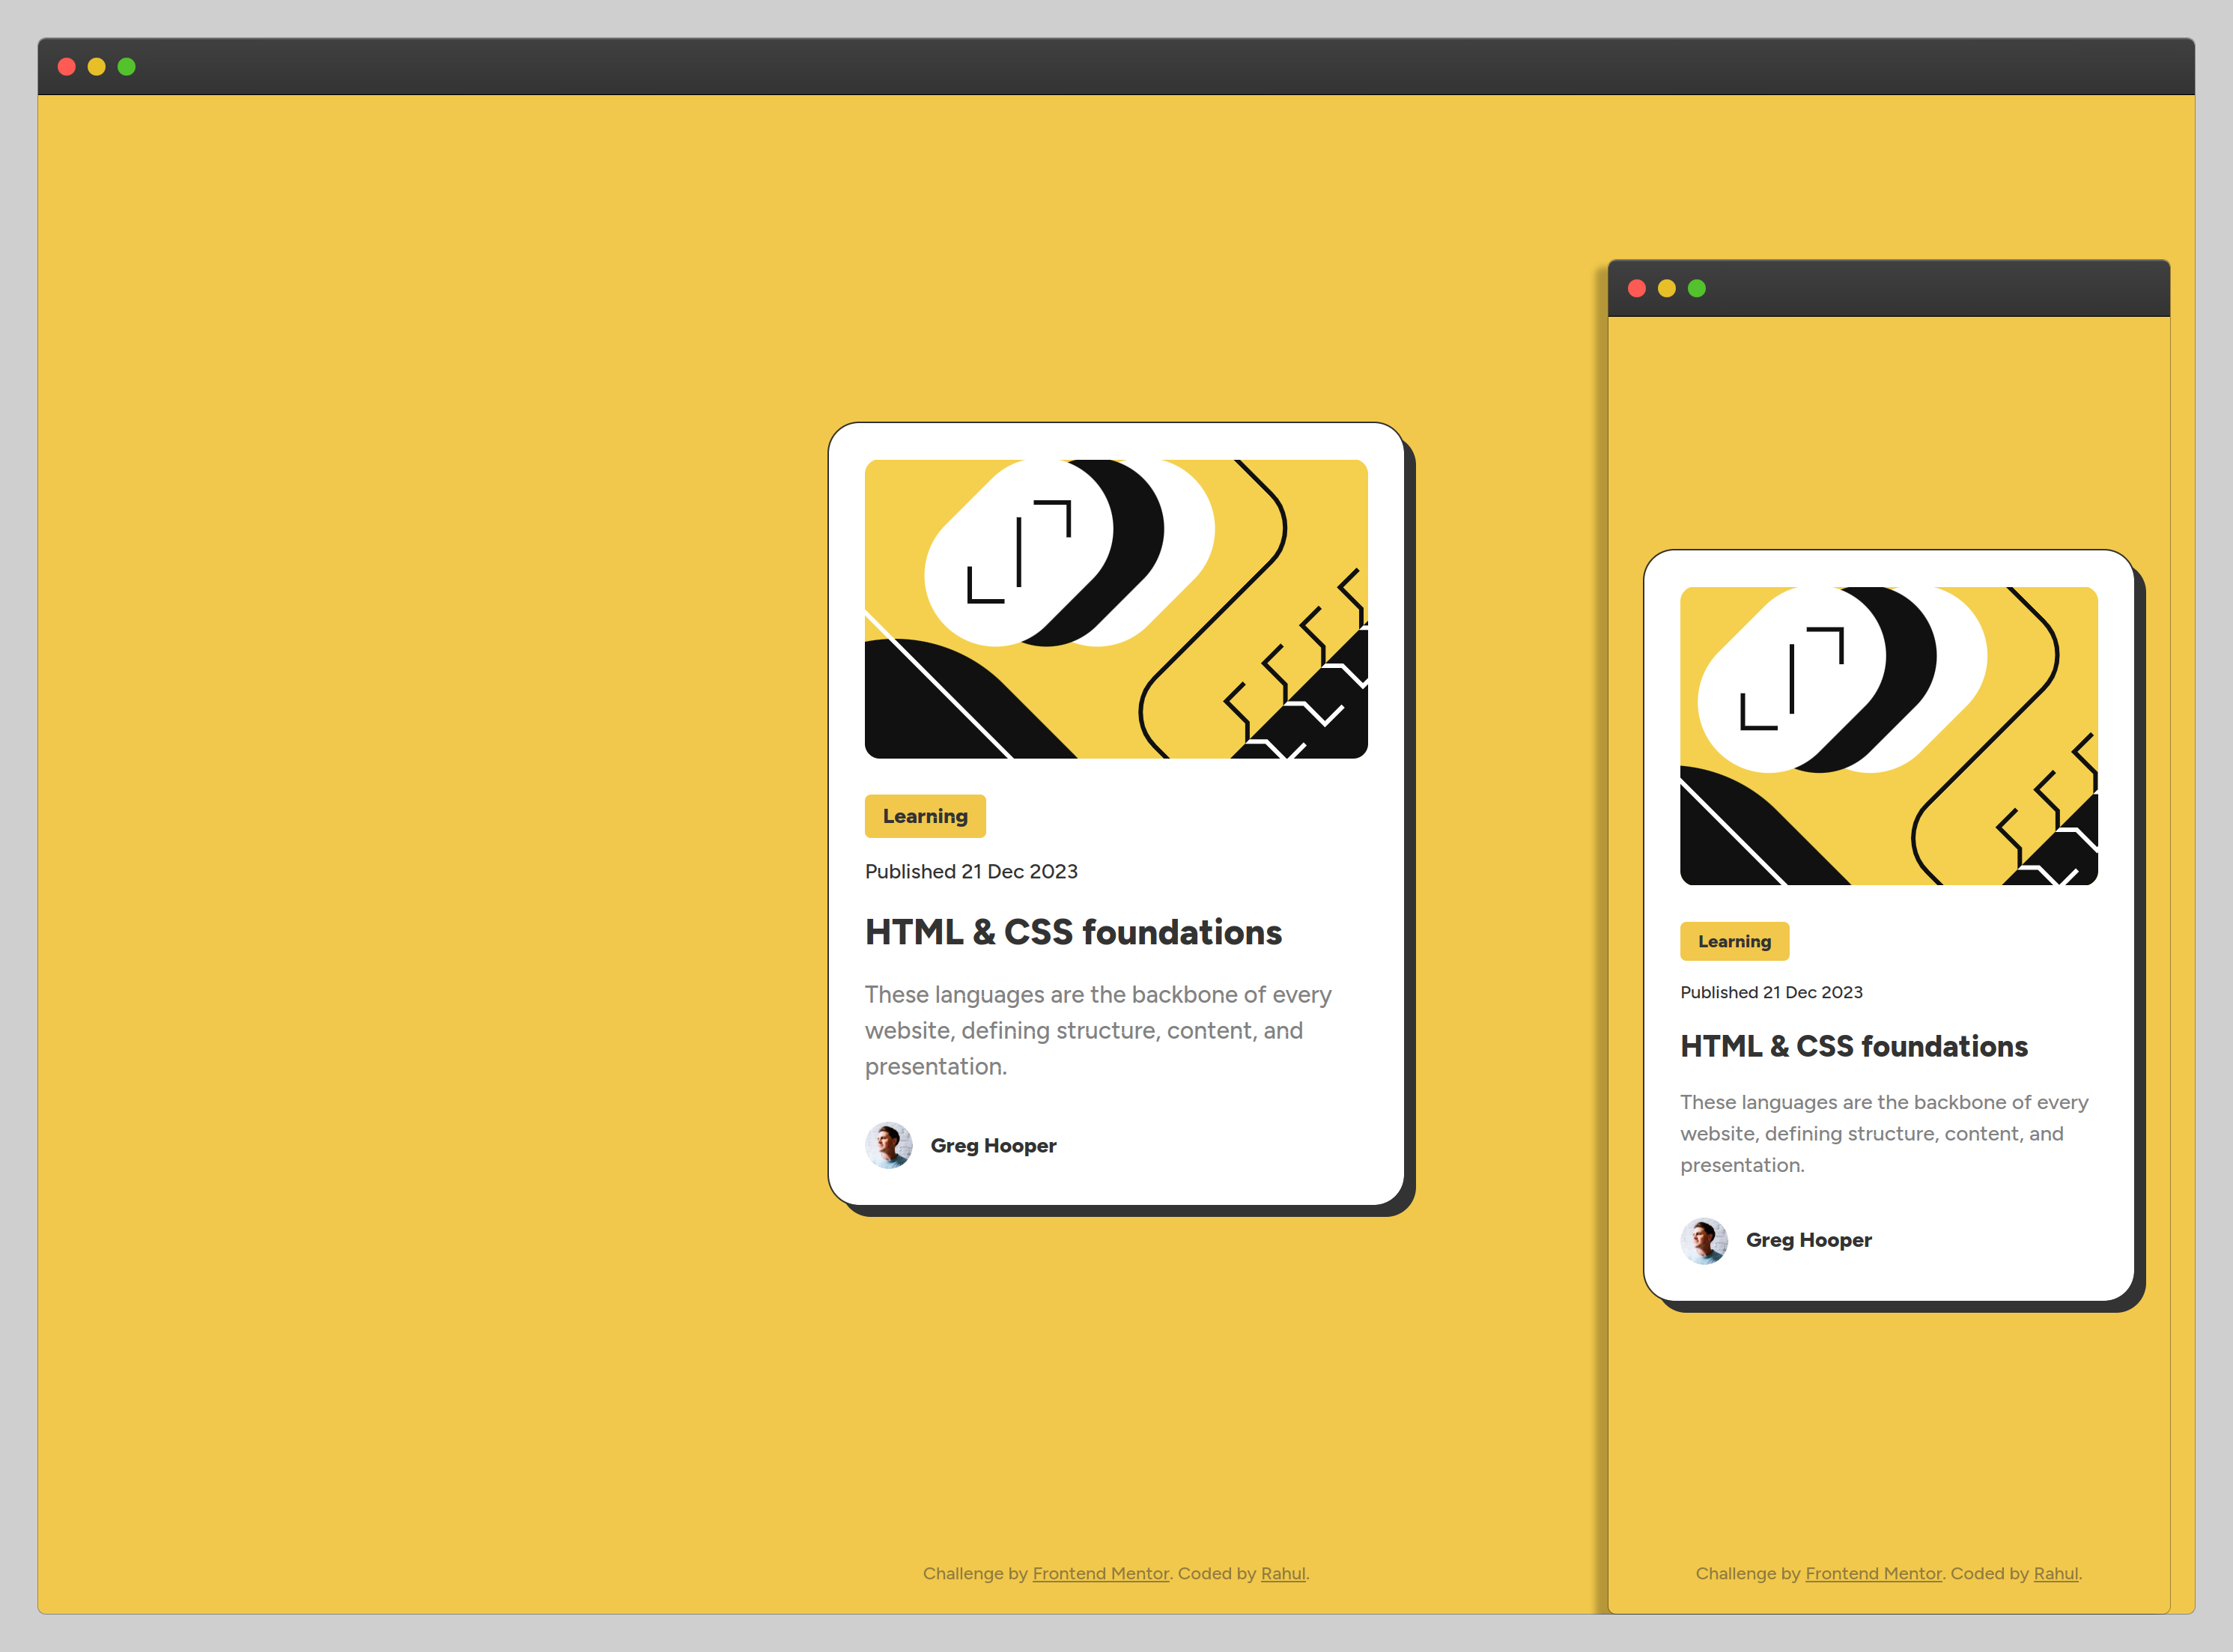 Learning
Published 21 Dec 2023
HTML & CSS foundations
These languages are the backbone of every
website, defining structure, content, and
presentation.
Greg Hooper
Challenge by Frontend Mentor. Coded by Rahul.
Learning
Published 21 Dec 2023
HTML & CSS foundations
These languages are the backbone of every
website, defining structure, content, and
presentation.
Greg Hooper
Challenge by Frontend Mentor. Coded by Rahul.